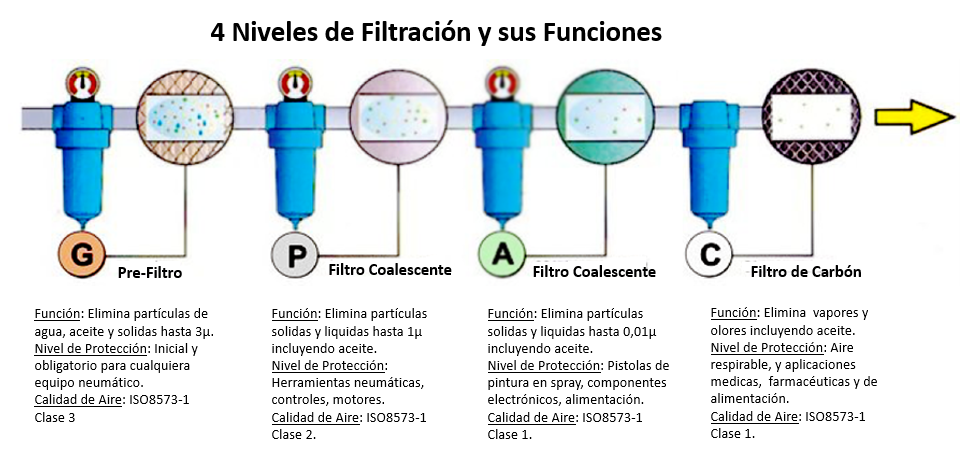 4 Niveles de Filtración y sus Funciones
G
Pre-Filtro
P
Filtro Coalescente
A
Filtro Coalescente
C
Filtro de Carbón
Función: Elimina partículas de
agua, aceite y solidas hasta 3µ.
Nivel de Protección: Inicial y
obligatorio para cualquiera
equipo neumático.
Calidad de Aire: ISO8573-1
Clase 3
Función: Elimina partículas
solidas y liquidas hasta 1µ
incluyendo aceite.
Nivel de Protección:
Herramientas neumáticas,
controles, motores.
Calidad de Aire: ISO8573-1
Clase 2.
Función: Elimina partículas
solidas y liquidas hasta 0,01µ
incluyendo aceite.
Nivel de Protección: Pistolas de
pintura en spray, componentes
electrónicos, alimentación.
Calidad de Aire: ISO8573-1
Clase 1.
Función: Elimina  vapores y
olores incluyendo aceite.
Nivel de Protección: Aire
respirable, y aplicaciones
medicas,  farmacéuticas y de
alimentación.
Calidad de Aire: ISO8573-1
Clase 1.